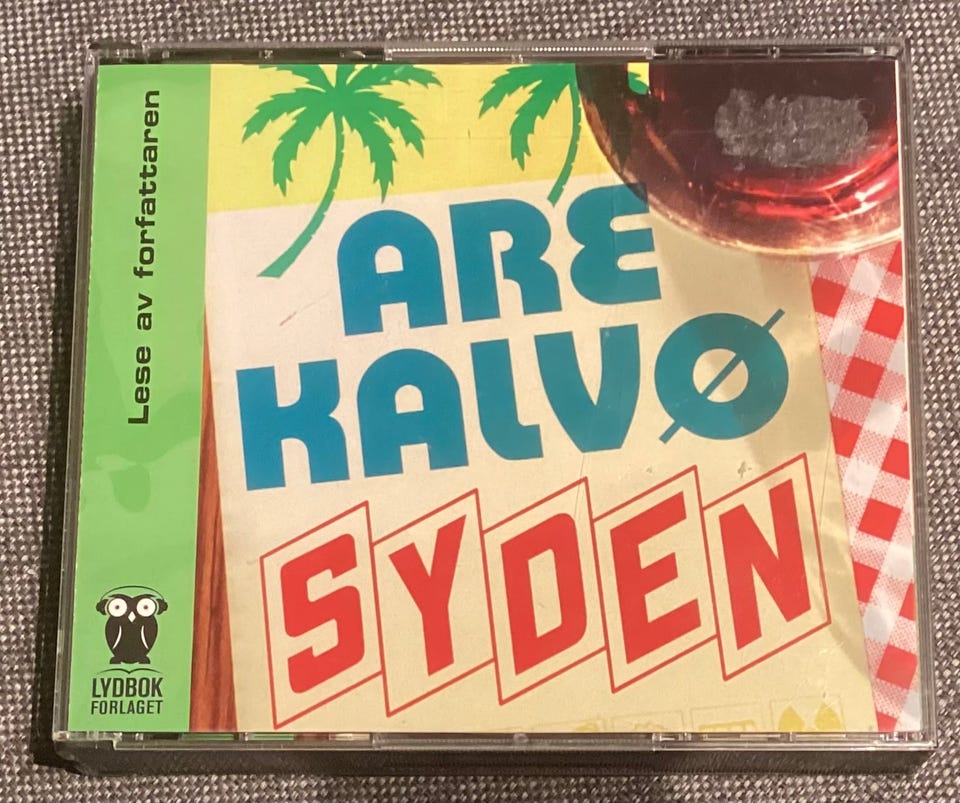 Lese av forfattaren
ARE
KALVØ
SYDEN
LYDBOK
FORLAGET